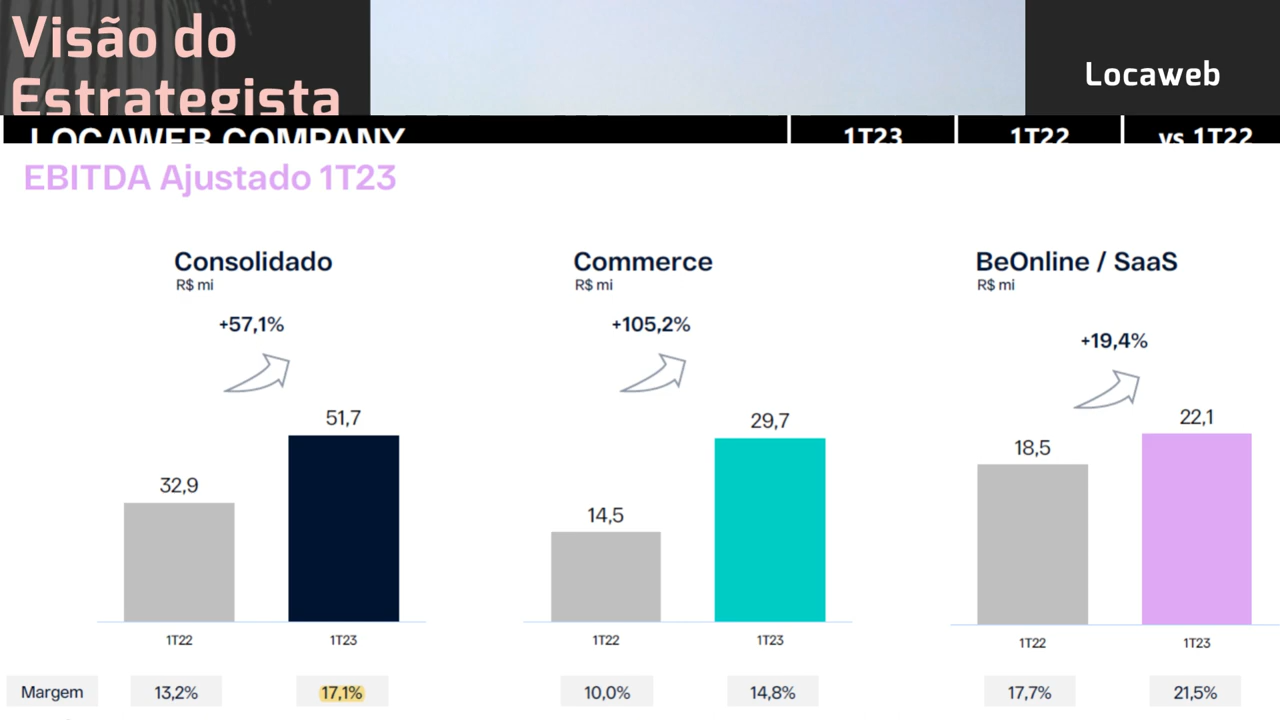 Visão do
Estrategista
Locaweb
LOCAWEB COMPANY 1T23 1T22 vs 1T22
EBITDA Ajustado 1T23
Consolidado
R$ mi
+57,1%
32,9
51,7
1T22 1T23
Commerce
R$ mi
+105,2%
14,5
29,7
1T22 1T23
BeOnline / SaaS
R$ mi
+19,4%
18,5
22,1
1T22 1T23
Margem 13,2% 17,1% 10,0% 14,8% 17,7% 21,5%